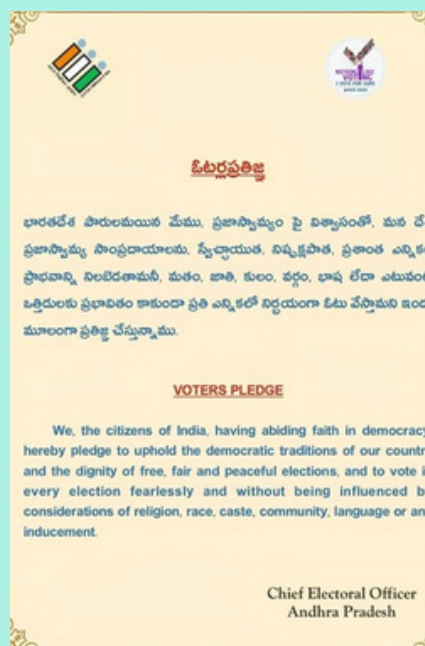 ఓటర్లప్రతిజ్ఞ
భారతదేశ పౌరులమయిన మేము, ప్రజాస్వామ్యం పై విశ్వాసంతో, మన దే
ప్రజాస్వామ్య సాంప్రదాయాలను, స్వేచ్ఛాయుత, నిష్పక్షపాత, ప్రశాంత ఎన్నిక
ప్రాభవాన్ని నిలబెడతామనీ, మతం, జాతి, కులం, వర్గం, భాష లేదా ఎటువం
ఒత్తిడులకు ప్రభావితం కాకుండా ప్రతి ఎన్నికలో నిర్భయంగా ఓటు వేస్తామని ఇం
మూలంగా ప్రతిజ్ఞ చేస్తున్నాము.
VOTERS PLEDGE
We, the citizens of India, having abiding faith in democracy
hereby pledge to uphold the democratic traditions of our countr
and the dignity of free, fair and peaceful elections, and to vote i
every election fearlessly and without being influenced b
considerations of religion, race, caste, community, language or an
inducement.
Chief Electoral Officer
Andhra Pradesh